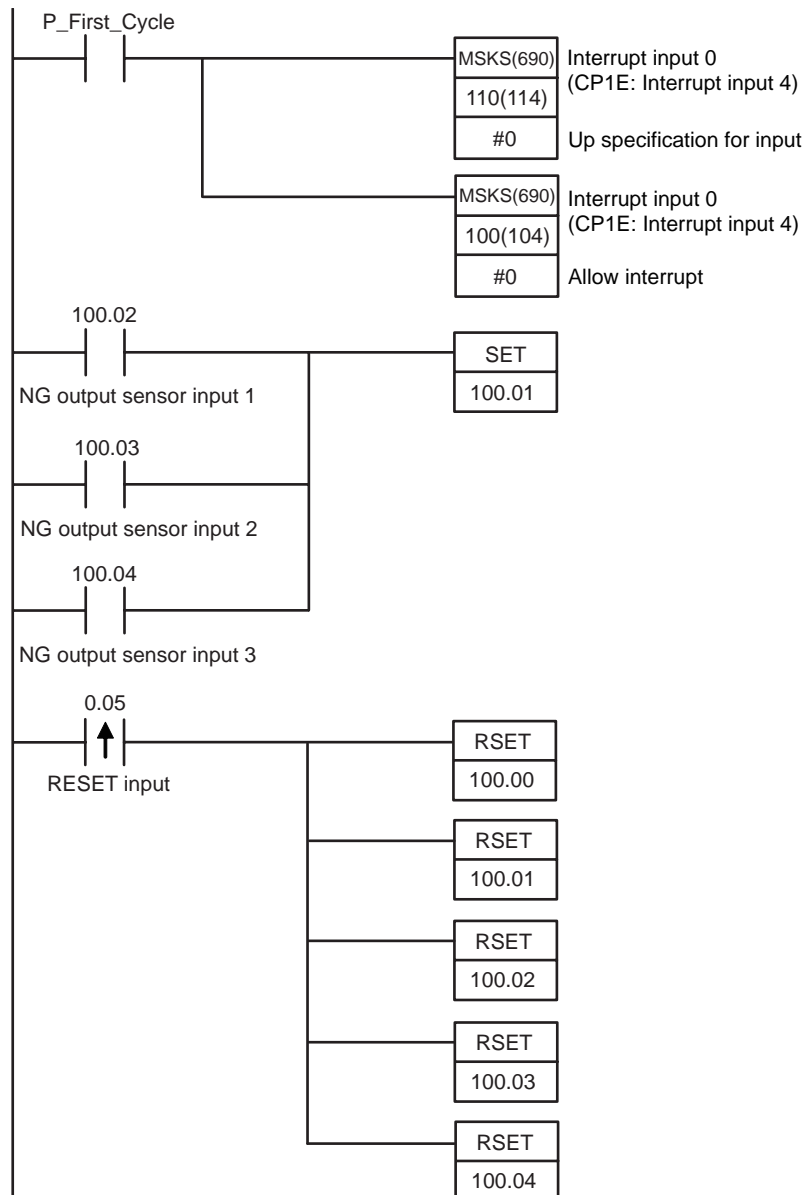 P_First_Cycle
MSKS(690) Interrupt input 0
(CP1E: Interrupt input 4)
110(114)
#0 Up specification for input
MSKS(690) Interrupt input 0
(CP1E: Interrupt input 4)
100(104)
#0 Allow interrupt
100.02
SET
NG output sensor input 1
100.01
100.03
NG output sensor input 2
100.04
NG output sensor input 3
0.05
RSET
RESET input
100.00
RSET
100.01
RSET
100.02
RSET
100.03
RSET
100.04